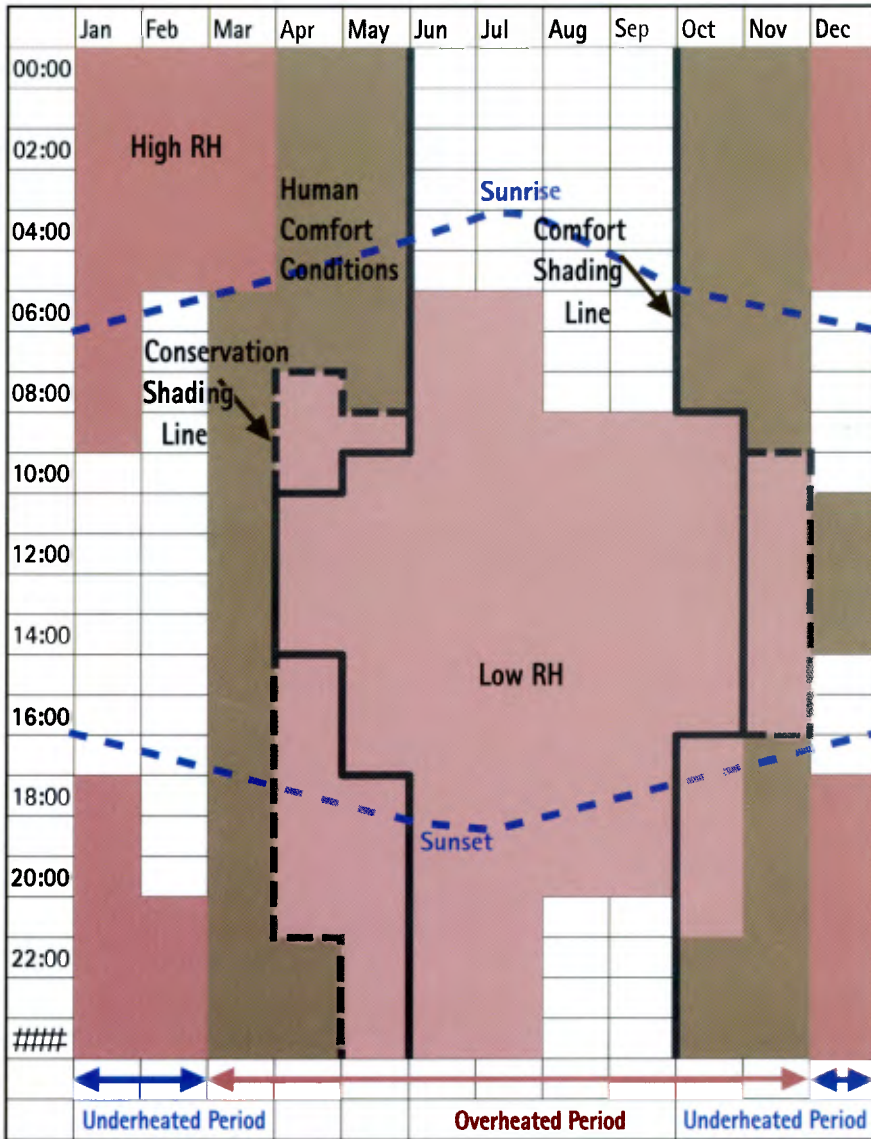 Jan Feb Mar Apr May Jun Jul Aug Sep Oct Nov Dec
00:00
02:00
High RH
Human
Comfort
Conditions
Sunrise
04:00
Comfort
Shading
Line
06:00
Conservation
Shading
Line
08:00
10:00
12:00
14:00
Low RH
16:00
18:00
Sunset
20:00
22:00
####
Underheated Period Overheated Period Underheated Period